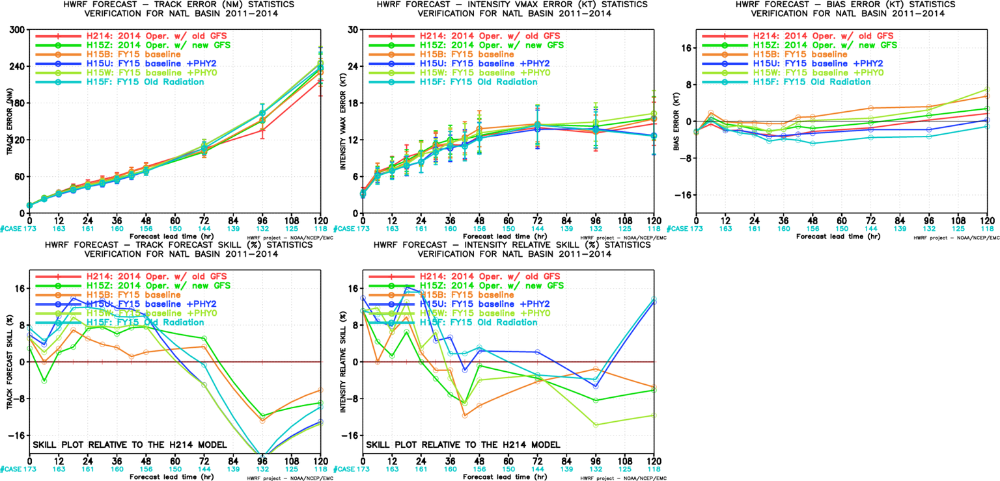 HWRF FORECAST – TRACK ERROR (NM) STATISTICS
VERIFICATION FOR NATL BASIN 2011–2014
300
240
180
120
60
0
TRACK ERROR (NM)
H214: 2014 Oper. w/ old GFS
H15Z: 2014 Oper. w/ new GFS
H15B: FY15 baseline
H15U: FY15 baseline +PHY2
H15W: FY15 baseline +PHY0
H15F: FY15 Old Radiation
0 12 24 36 48 60 72 84 96 108 120
#CASE 173 163 161 160 156 150 144 139 132 125 118
Forecast lead time (hr)
HWRF project – NOAA/NCEP/EMC
HWRF FORECAST – INTENSITY VMAX ERROR (KT) STATISTICS
VERIFICATION FOR NATL BASIN 2011–2014
30
24
18
12
6
0
INTENSITY VMAX ERROR (KT)
H214: 2014 Oper. w/ old GFS
H15Z: 2014 Oper. w/ new GFS
H15B: FY15 baseline
H15U: FY15 baseline +PHY2
H15W: FY15 baseline +PHY0
H15F: FY15 Old Radiation
0 12 24 36 48 60 72 84 96 108 120
#CASE 173 163 161 160 156 150 144 139 132 125 118
Forecast lead time (hr)
HWRF project – NOAA/NCEP/EMC
HWRF FORECAST – BIAS ERROR (KT) STATISTICS
VERIFICATION FOR NATL BASIN 2011–2014
16
8
0
–8
–16
BIAS ERROR (KT)
H214: 2014 Oper. w/ old GFS
H15Z: 2014 Oper. w/ new GFS
H15B: FY15 baseline
H15U: FY15 baseline +PHY2
H15W: FY15 baseline +PHY0
H15F: FY15 Old Radiation
0 12 24 36 48 60 72 84 96 108 120
#CASE 173 163 161 160 156 150 144 139 132 125 118
Forecast lead time (hr)
HWRF project – NOAA/NCEP/EMC
HWRF FORECAST – TRACK FORECAST SKILL (%) STATISTICS
VERIFICATION FOR NATL BASIN 2011–2014
16
8
0
–8
–16
TRACK FORECAST SKILL (%)
H214: 2014 Oper. w/ old GFS
H15Z: 2014 Oper. w/ new GFS
H15B: FY15 baseline
H15U: FY15 baseline +PHY2
H15W: FY15 baseline +PHY0
H15F: FY15 Old Radiation
SKILL PLOT RELATIVE TO THE H214 MODEL
0 12 24 36 48 60 72 84 96 108 120
#CASE 173 163 161 160 156 150 144 139 132 125 118
Forecast lead time (hr)
HWRF project – NOAA/NCEP/EMC
HWRF FORECAST – INTENSITY RELATIVE SKILL (%) STATISTICS
VERIFICATION FOR NATL BASIN 2011–2014
16
8
0
–8
–16
INTENSITY RELATIVE SKILL (%)
H214: 2014 Oper. w/ old GFS
H15Z: 2014 Oper. w/ new GFS
H15B: FY15 baseline
H15U: FY15 baseline +PHY2
H15W: FY15 baseline +PHY0
H15F: FY15 Old Radiation
SKILL PLOT RELATIVE TO THE H214 MODEL
0 12 24 36 48 60 72 84 96 108 120
#CASE 173 163 161 160 156 150 144 139 132 125 118
Forecast lead time (hr)
HWRF project – NOAA/NCEP/EMC